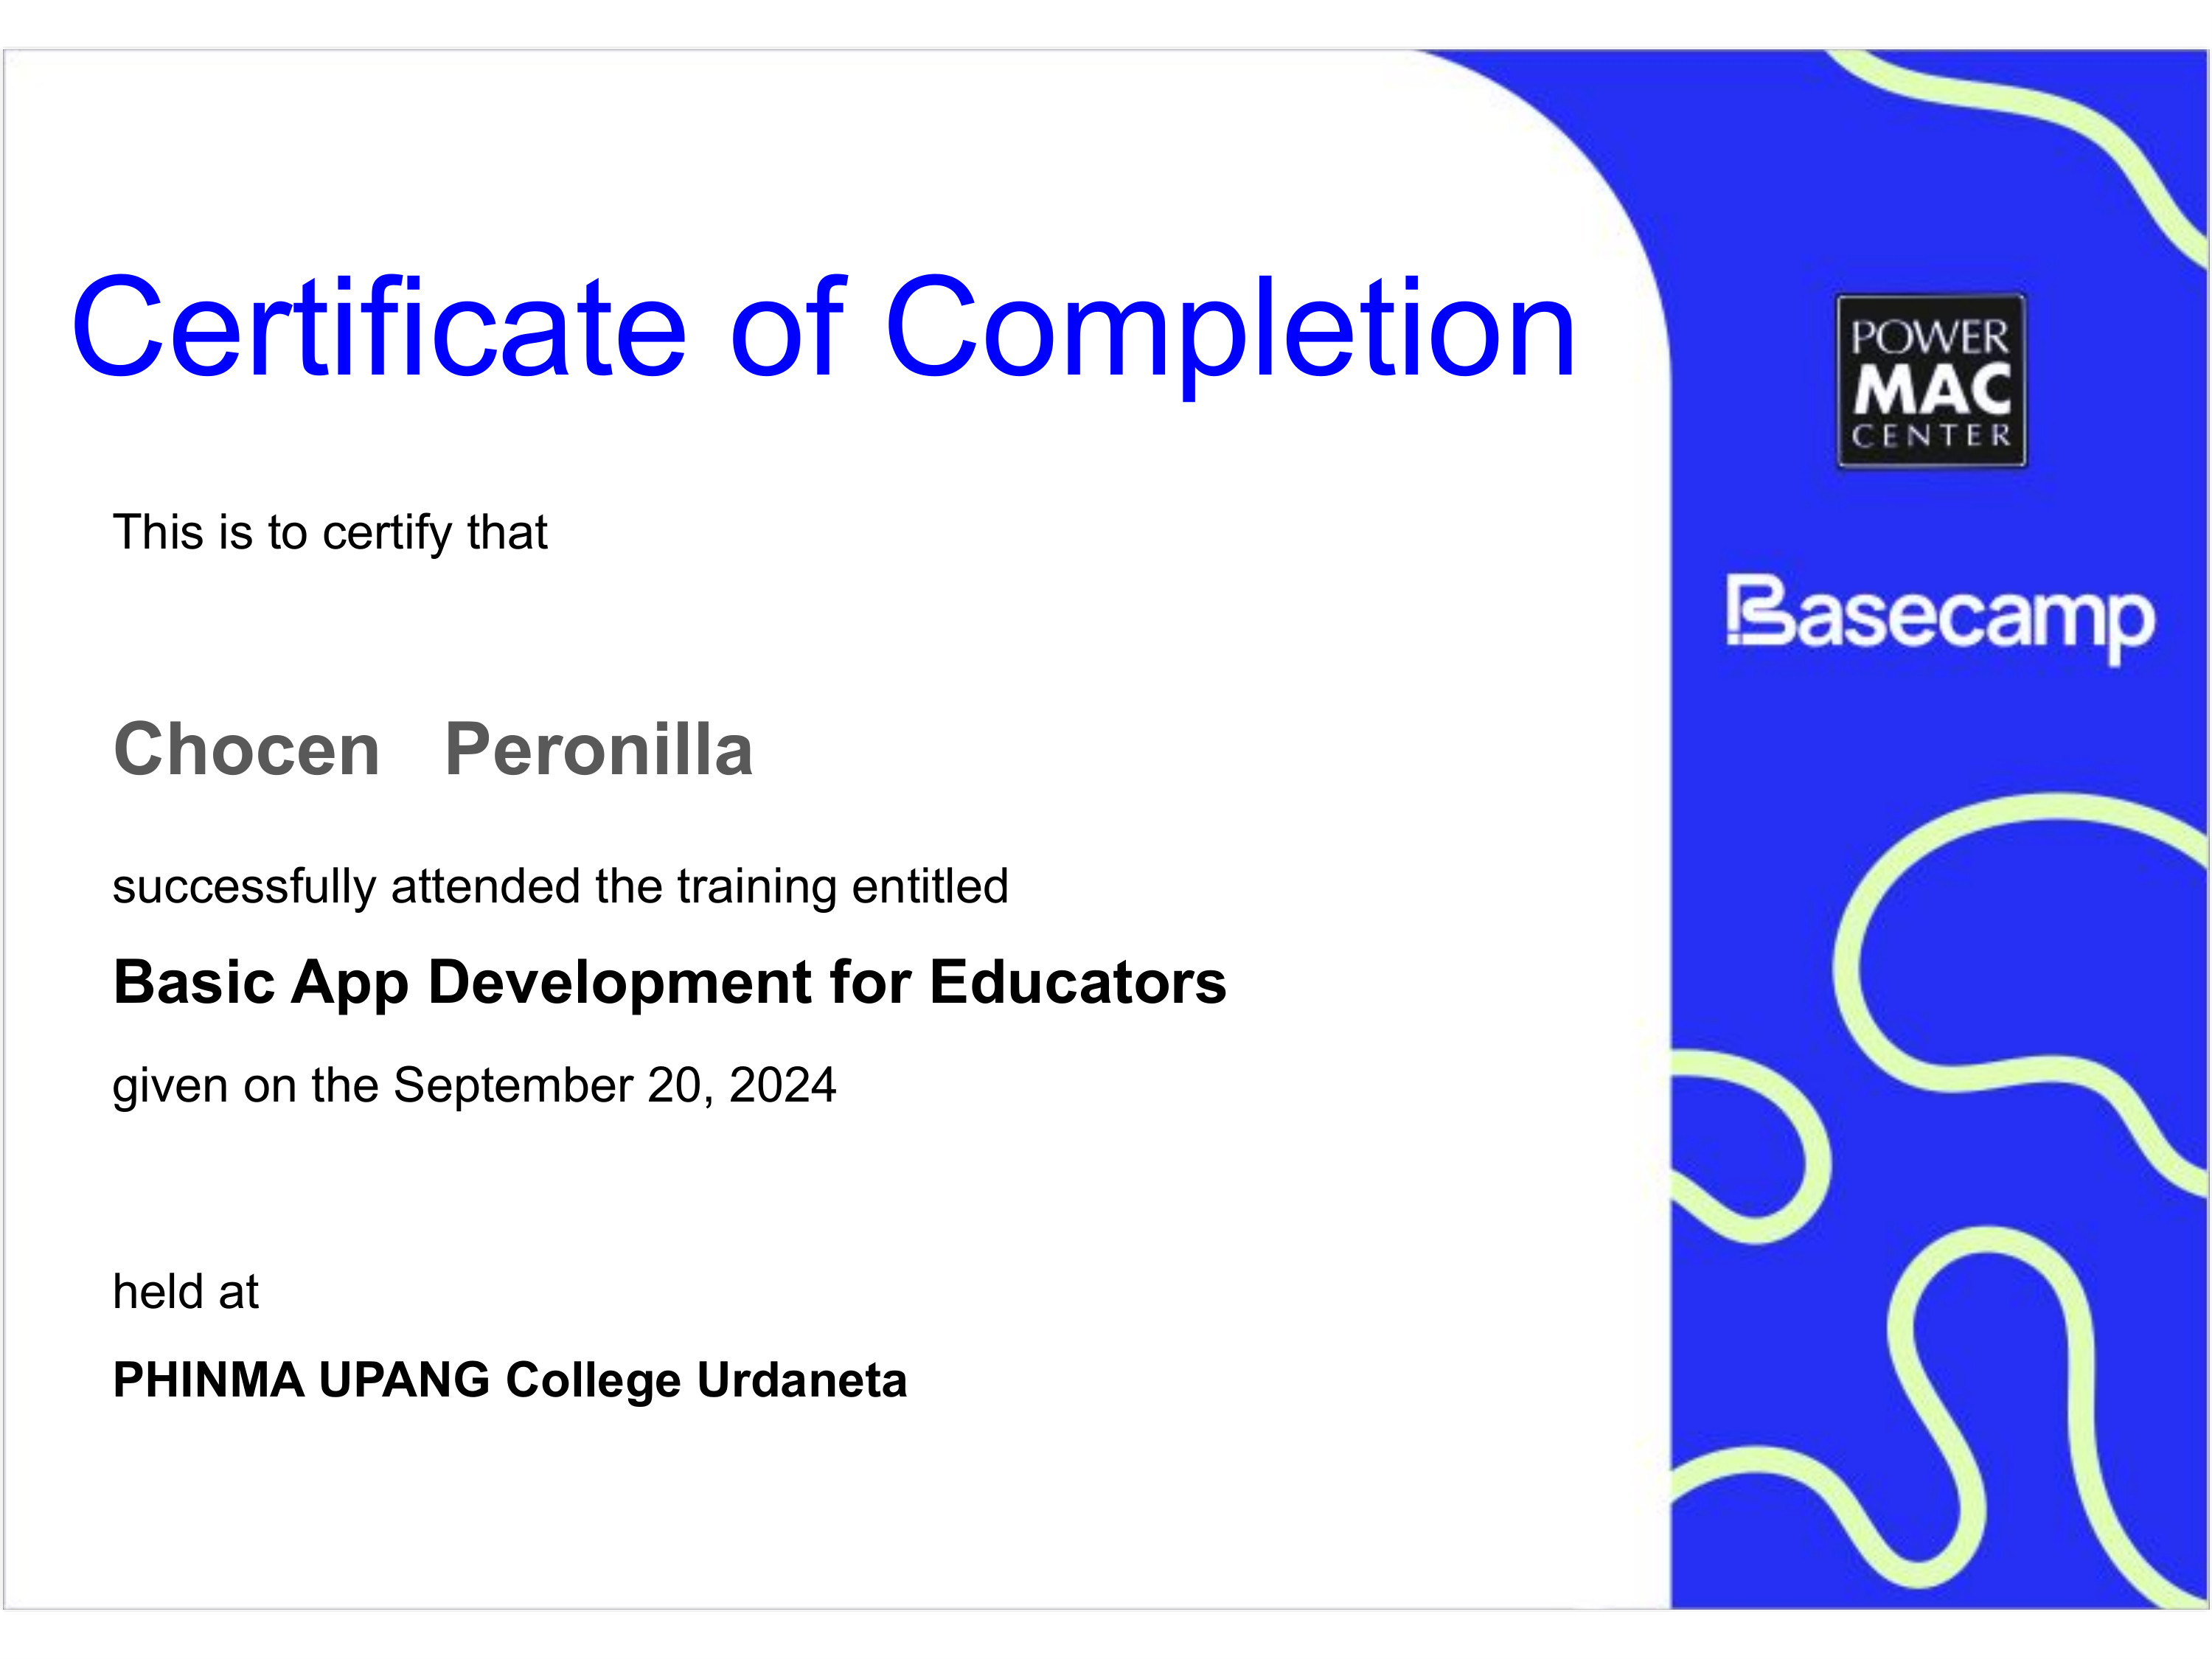 Certificate of Completion
POWER
MAC
CENTER
This is to certify that
Basecamp
Chocen Peronilla
successfully attended the training entitled
Basic App Development for Educators
given on the September 20, 2024
held at
PHINMA UPANG College Urdaneta